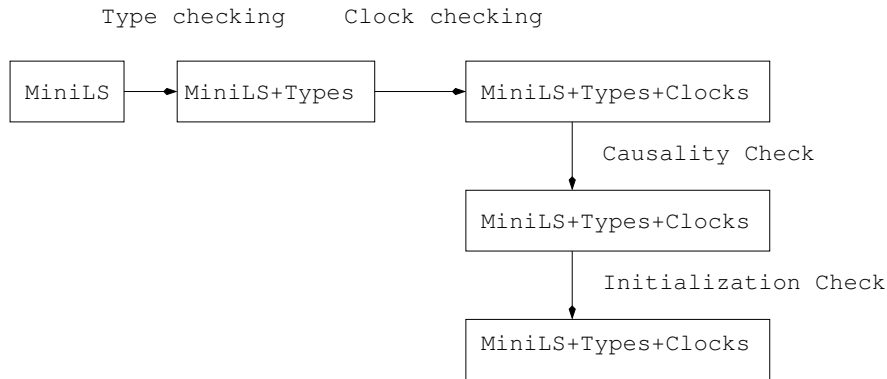 Type checking
Clock checking
MiniLS
MiniLS+Types
MiniLS+Types+Clocks
Causality Check
MiniLS+Types+Clocks
Initialization Check
MiniLS+Types+Clocks